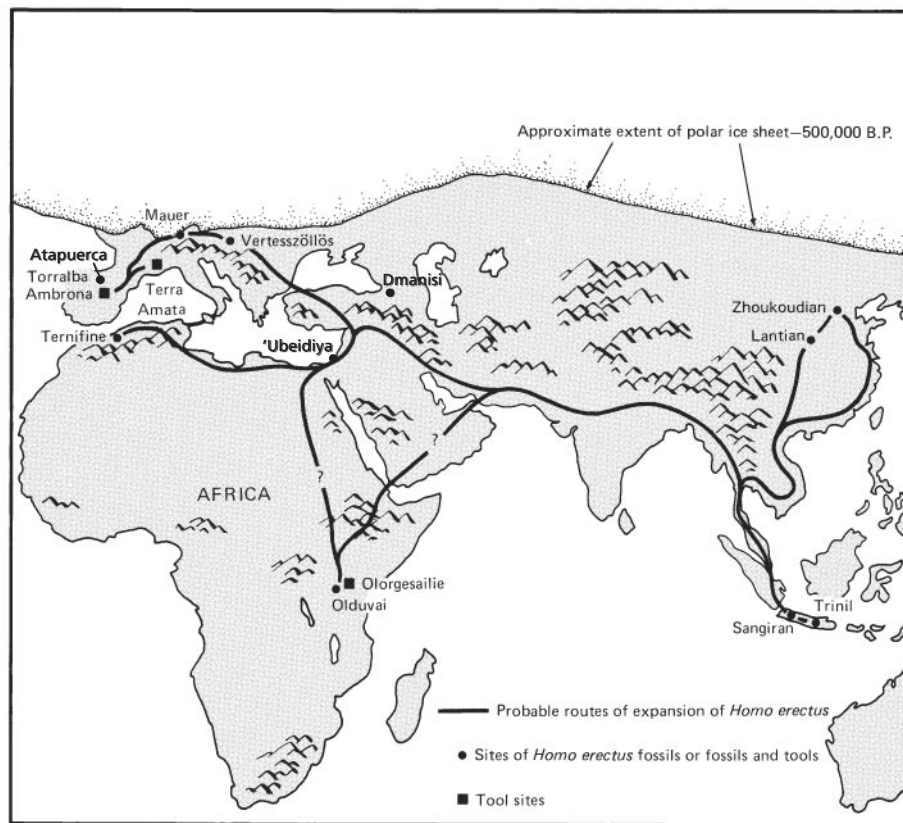 Approximate extent of polar ice sheet—500,000 B.P.
Mauer
Vertesszöllös
Atapuerca
Torralba
Ambrona
Terra
Amata
Dmanisi
Zhoukoudian
Lantian
Ternifine
'Ubeidiya
?
?
AFRICA
Olorgesailie
Olduvai
Trinil
Sangiran
Probable routes of expansion of Homo erectus
Sites of Homo erectus fossils or fossils and tools
Tool sites